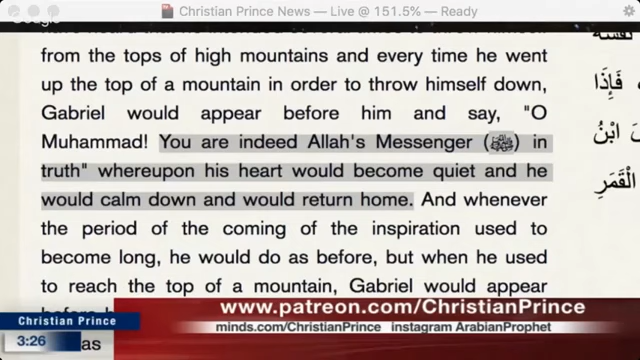 Christian Prince News — Live @ 151.5% — Ready
from the tops of high mountains and every time he went
up the top of a mountain in order to throw himself down,
Gabriel would appear before him and say, "O
Muhammad! You are indeed Allah's Messenger (ﷺ) in
truth" whereupon his heart would become quiet and he
would calm down and would return home. And whenever
the period of the coming of the inspiration used to
become long, he would do as before, but when he used
to reach the top of a mountain, Gabriel would appear
نفسه
فَإِذَا
ابْنُ
الْقَمَرِ
www.patreon.com/ChristianPrince
minds.com/ChristianPrince instagram ArabianProphet
Christian Prince
3:26
as